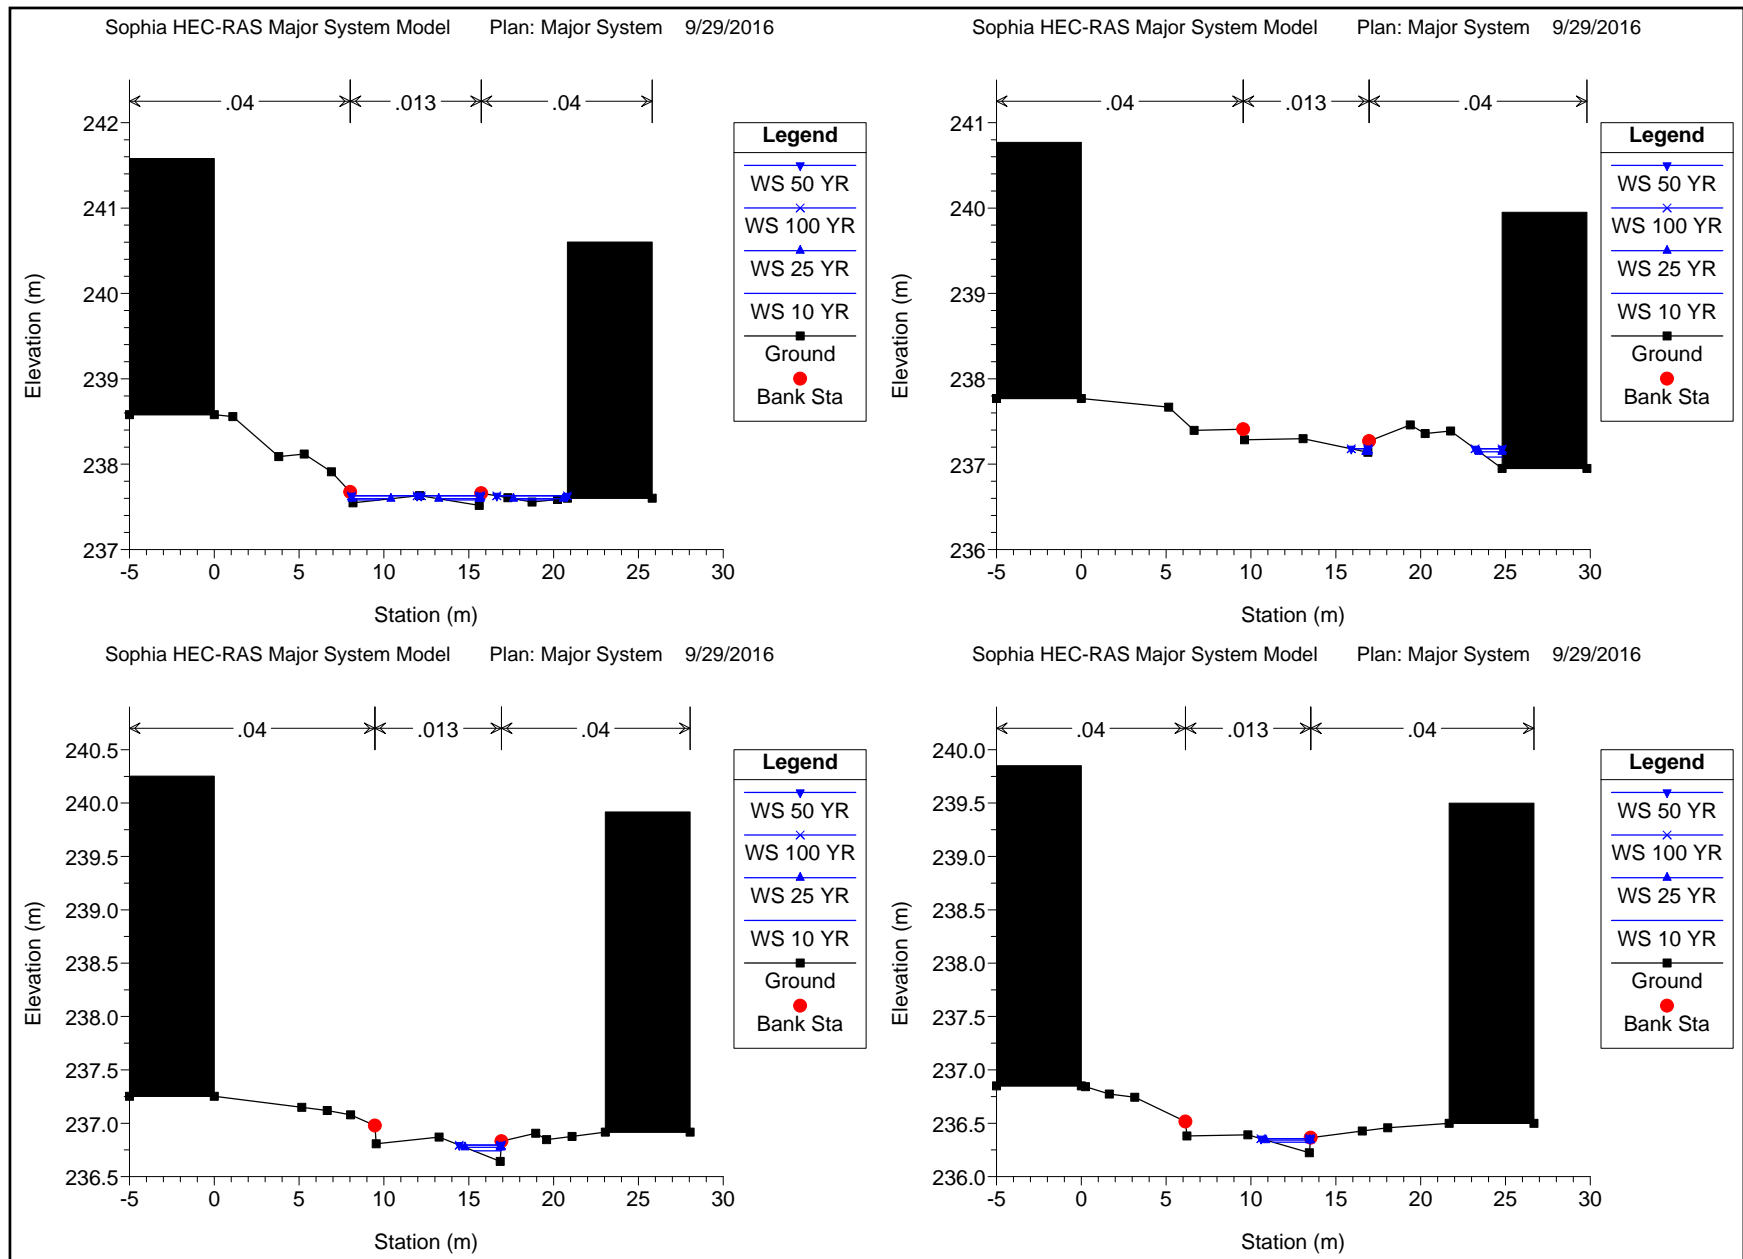 Sophia HEC-RAS Major System Model Plan: Major System 9/29/2016
.04 .013 .04
242
241
240
239
238
237
-5 0 5 10 15 20 25 30
Elevation (m)
Station (m)
Legend
WS 50 YR
WS 100 YR
WS 25 YR
WS 10 YR
Ground
Bank Sta
Sophia HEC-RAS Major System Model Plan: Major System 9/29/2016
.04 .013 .04
241
240
239
238
237
236
-5 0 5 10 15 20 25 30
Elevation (m)
Station (m)
Legend
WS 50 YR
WS 100 YR
WS 25 YR
WS 10 YR
Ground
Bank Sta
Sophia HEC-RAS Major System Model Plan: Major System 9/29/2016
.04 .013 .04
240.5
240.0
239.5
239.0
238.5
238.0
237.5
237.0
236.5
-5 0 5 10 15 20 25 30
Elevation (m)
Station (m)
Legend
WS 50 YR
WS 100 YR
WS 25 YR
WS 10 YR
Ground
Bank Sta
Sophia HEC-RAS Major System Model Plan: Major System 9/29/2016
.04 .013 .04
240.0
239.5
239.0
238.5
238.0
237.5
237.0
236.5
236.0
-5 0 5 10 15 20 25 30
Elevation (m)
Station (m)
Legend
WS 50 YR
WS 100 YR
WS 25 YR
WS 10 YR
Ground
Bank Sta